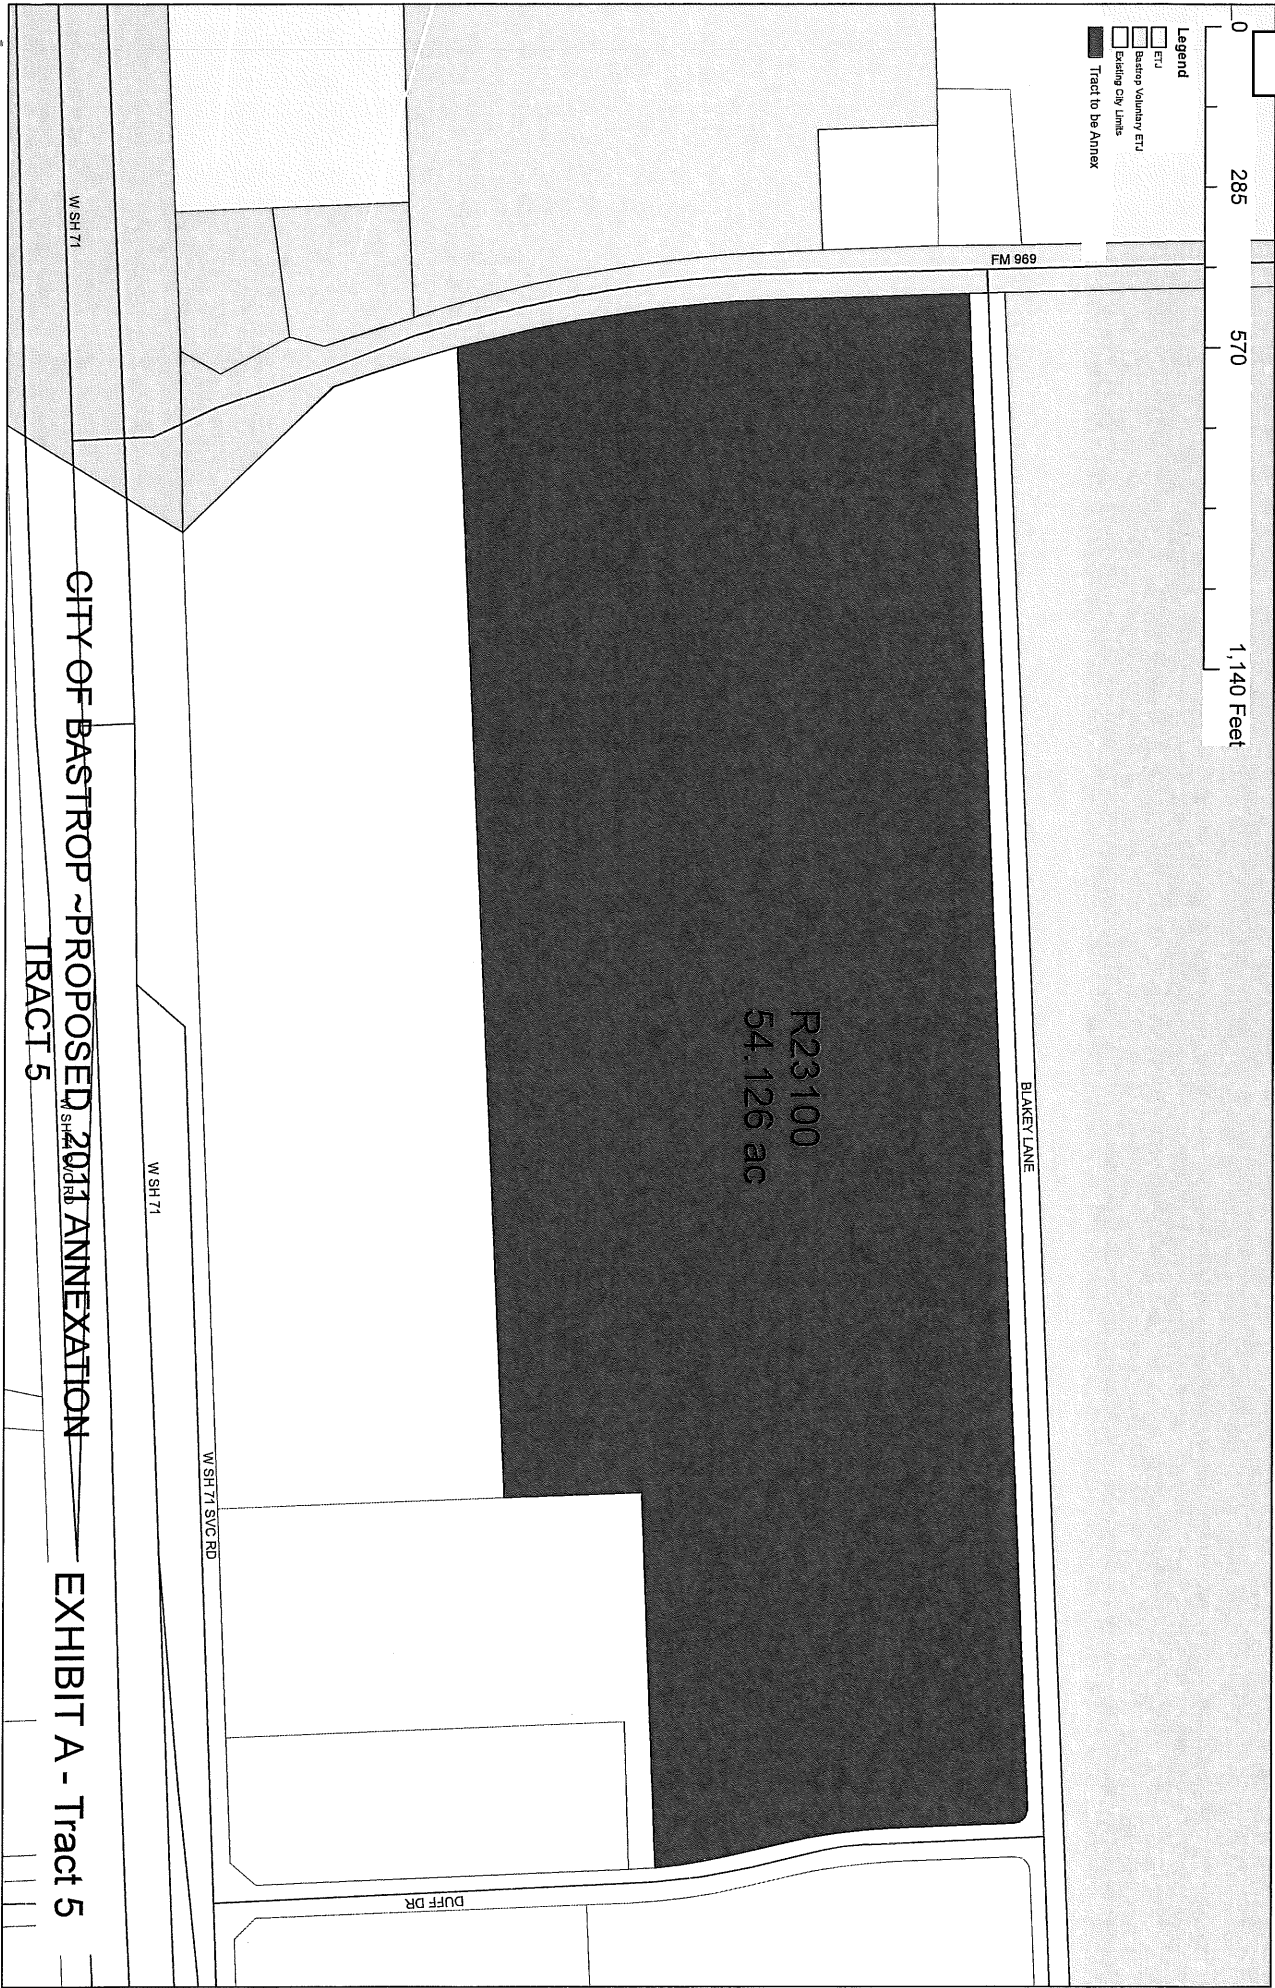 0 285 570 1,140 Feet
Legend
ETJ
Bastrop Voluntary ETJ
Existing City Limits
Tract to be Annex
FM 969
BLAKEY LANE
R23100
54.126 ac
DUFF DR
W SH 71 SVC RD
W SH 71
W SH 71
W SH 71 SVC RD
CITY OF BASTROP ~PROPOSED 2011 ANNEXATION
TRACT 5
EXHIBIT A - Tract 5